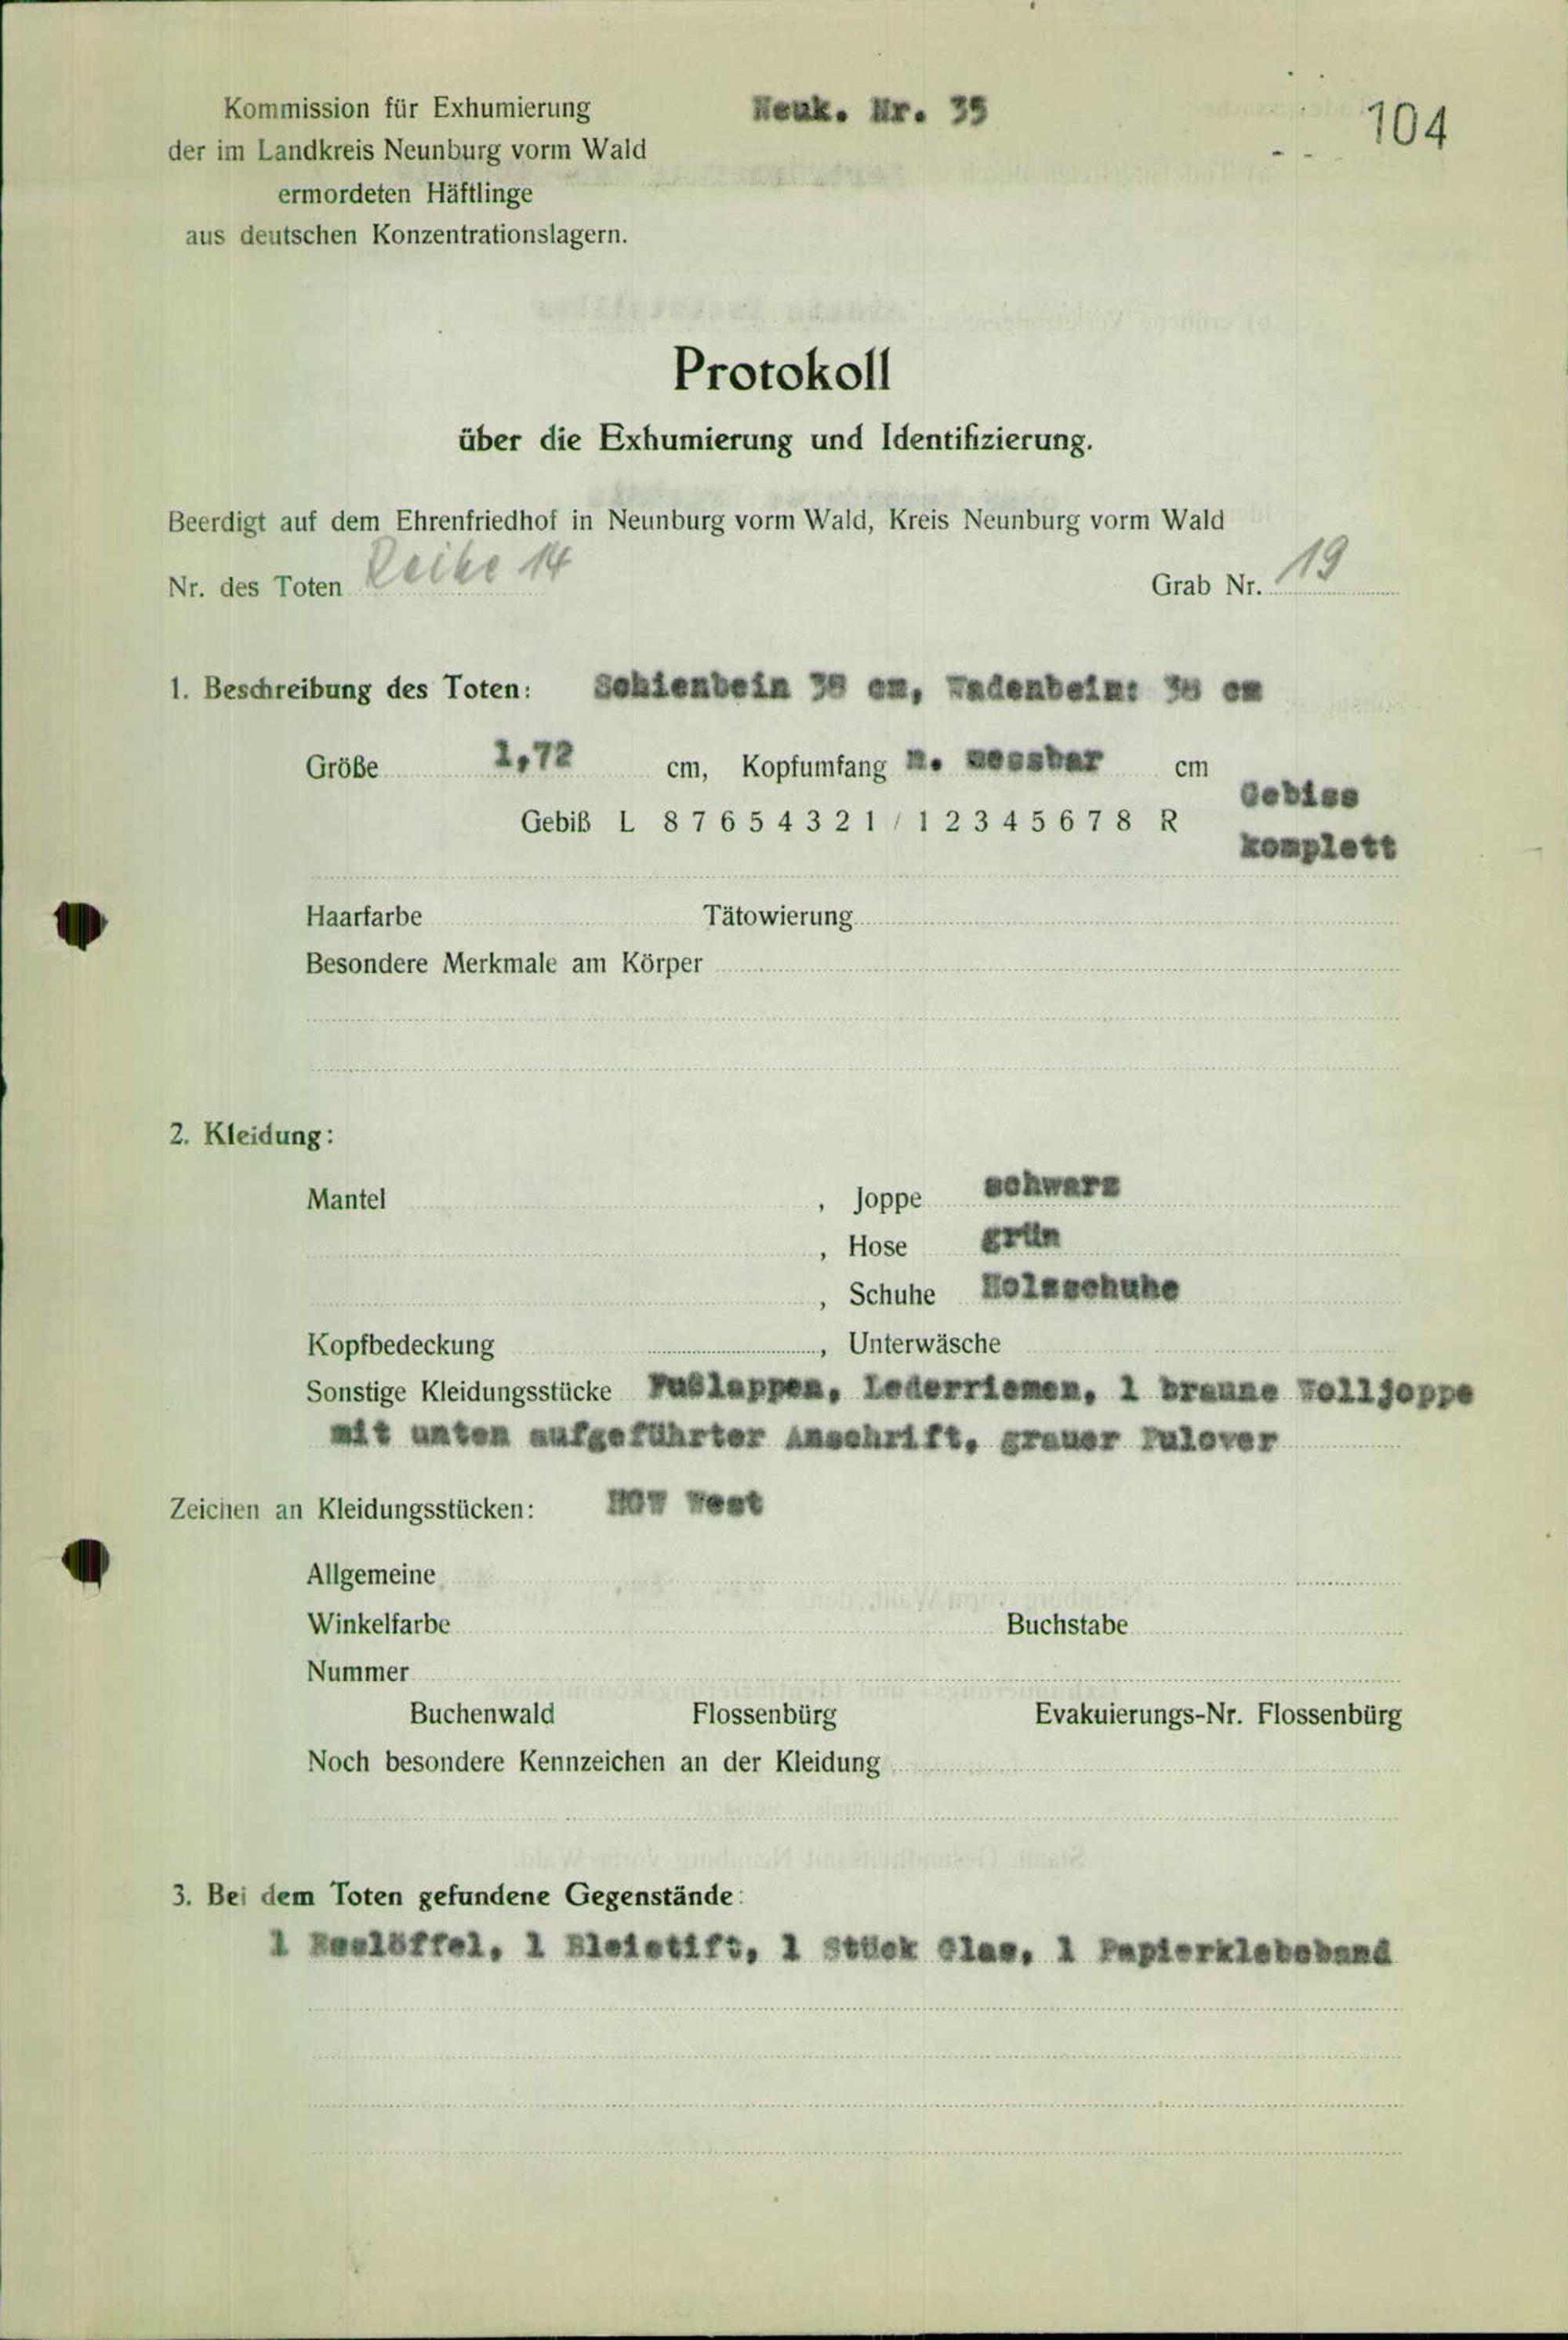 Kommission für Exhumierung
der im Landkreis Neunburg vorm Wald
ermordeten Häftlinge
aus deutschen Konzentrationslagern.
Neuk. Nr. 35
104
Protokoll
über die Exhumierung und Identifizierung.
Beerdigt auf dem Ehrenfriedhof in Neunburg vorm Wald, Kreis Neunburg vorm Wald
Nr. des Toten Reihe 14 Grab Nr. 19
1. Beschreibung des Toten: Schienbein cm, Wadenbein: cm
Größe 1,72 cm, Kopfumfang n. messbar cm
Gebiß L 8 7 6 5 4 3 2 1 / 1 2 3 4 5 6 7 8 R Gebiss
komplett
Haarfarbe Tätowierung
Besondere Merkmale am Körper
2. Kleidung:
Mantel , Joppe schwarz
, Hose grün
, Schuhe Holzschuhe
Kopfbedeckung , Unterwäsche
Sonstige Kleidungsstücke Fußlappen, Lederriemen, 1 braune Wolljoppe
mit unten aufgeführter Anschrift, grauer Pulover
Zeichen an Kleidungsstücken: West
Allgemeine
Winkelfarbe Buchstabe
Nummer
Buchenwald Flossenbürg Evakuierungs-Nr. Flossenbürg
Noch besondere Kennzeichen an der Kleidung
3. Bei dem Toten gefundene Gegenstände:
1 Esslöffel, 1 Bleistift, 1 Stück Glas, 1 Papierklebeband